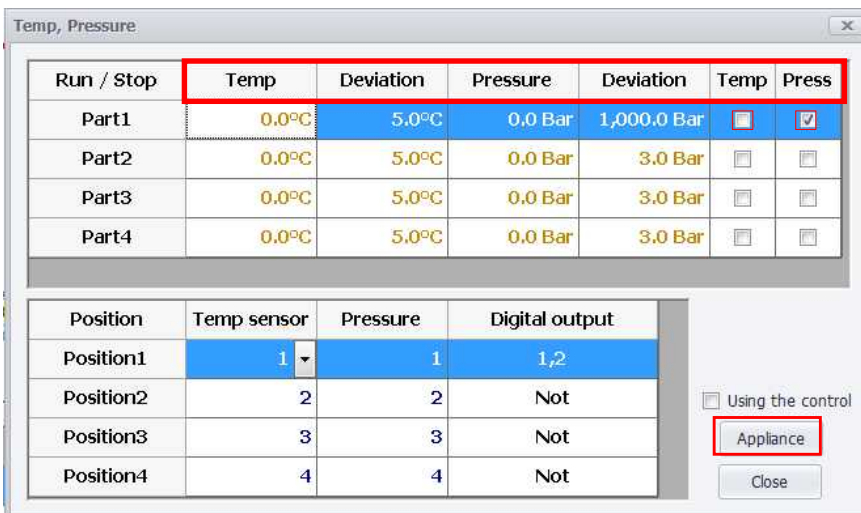 Temp, Pressure
Run / Stop Temp Deviation Pressure Deviation Temp Press
Part1 0.0°C 5.0°C 0.0 Bar 1,000.0 Bar
Part2 0.0°C 5.0°C 0.0 Bar 3.0 Bar
Part3 0.0°C 5.0°C 0.0 Bar 3.0 Bar
Part4 0.0°C 5.0°C 0.0 Bar 3.0 Bar
Position Temp sensor Pressure Digital output
Position1 1 1 1,2
Position2 2 2 Not
Position3 3 3 Not
Position4 4 4 Not
Using the control
Appliance
Close